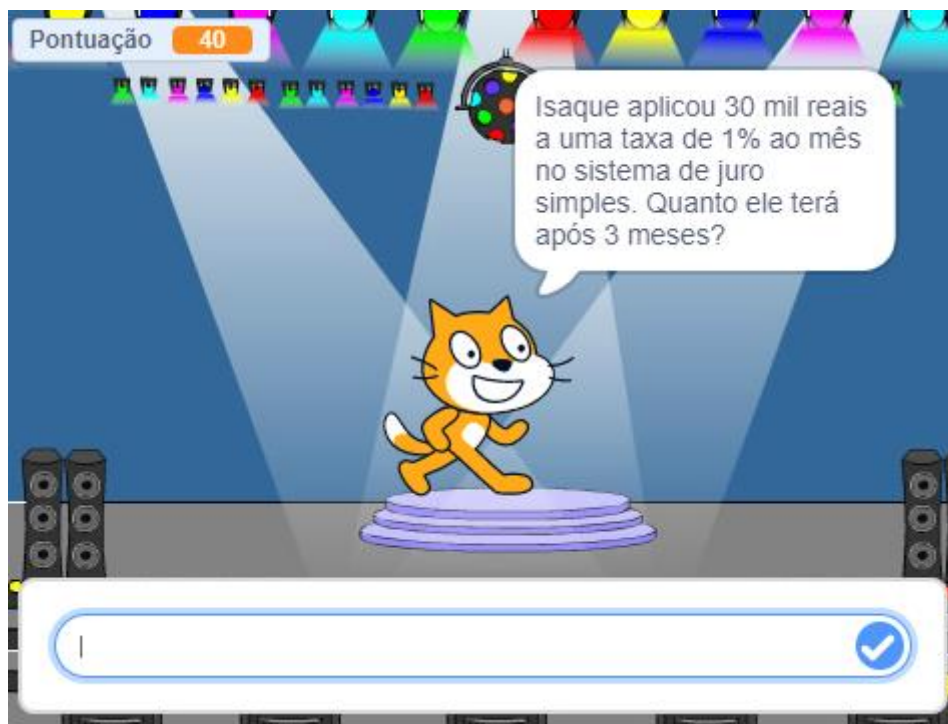 Pontuação 40
Isaque aplicou 30 mil reais
a uma taxa de 1% ao mês
no sistema de juro
simples. Quanto ele terá
após 3 meses?